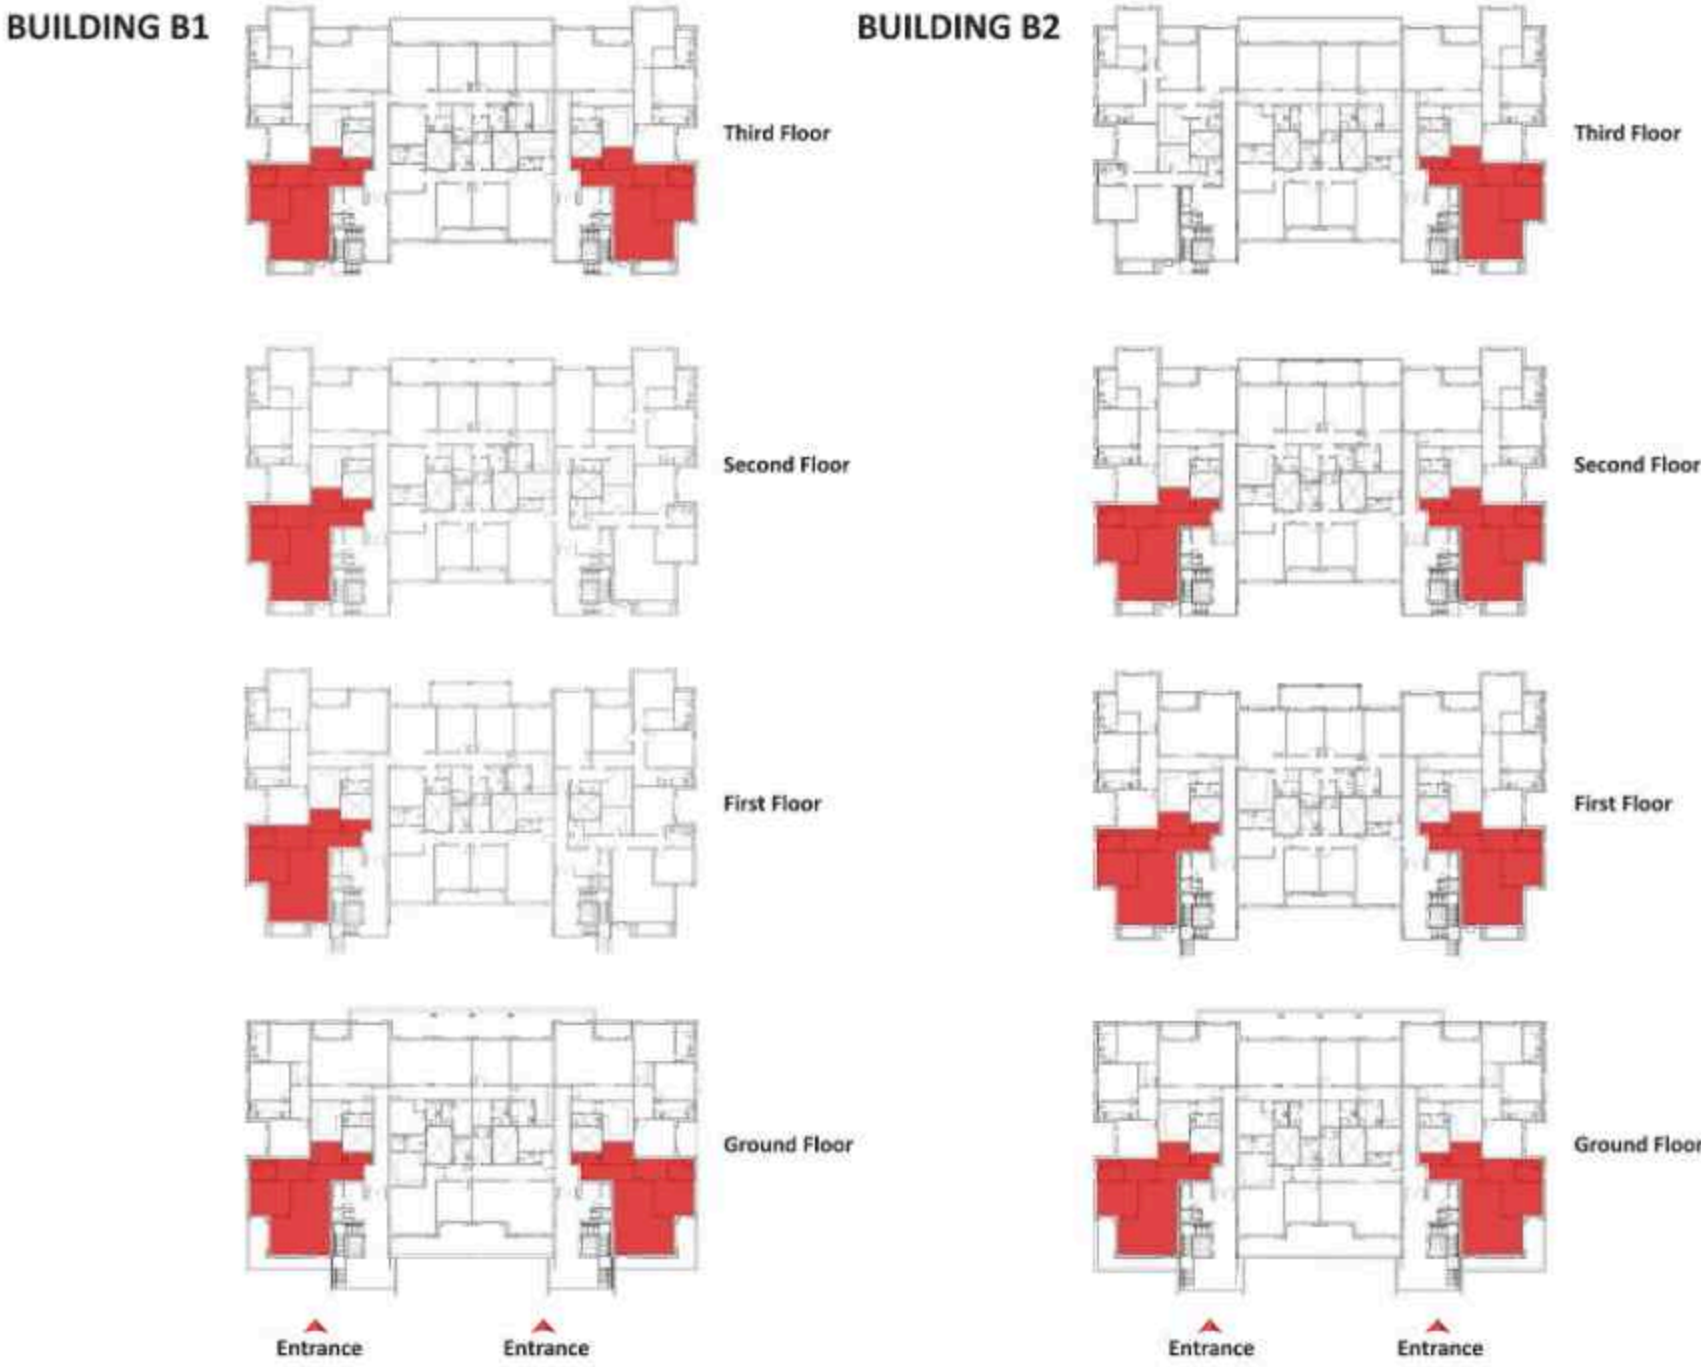 BUILDING B1
BUILDING B2
Third Floor
Third Floor
Second Floor
Second Floor
First Floor
First Floor
Ground Floor
Ground Floor
Entrance
Entrance
Entrance
Entrance